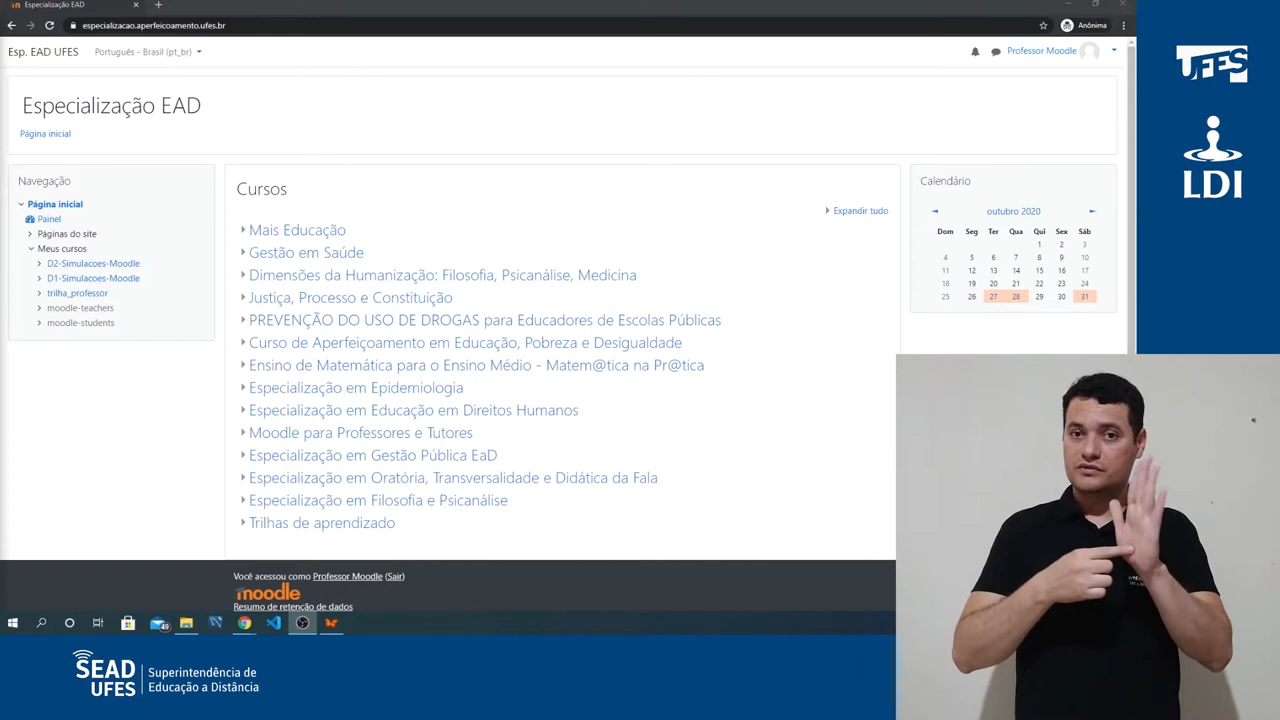 Especialização EAD
especializacao.aperfeicoamento.ufes.br
Anônima
Esp. EAD UFES
Português - Brasil (pt_br)
Professor Moodle
UFES
LDI
Especialização EAD
Página inicial
Navegação
Página inicial
Painel
Páginas do site
Meus cursos
D2-Simulacoes-Moodle
D1-Simulacoes-Moodle
trilha_professor
moodle-teachers
moodle-students
Cursos
Expandir tudo
Mais Educação
Gestão em Saúde
Dimensões da Humanização: Filosofia, Psicanálise, Medicina
Justiça, Processo e Constituição
PREVENÇÃO DO USO DE DROGAS para Educadores de Escolas Públicas
Curso de Aperfeiçoamento em Educação, Pobreza e Desigualdade
Ensino de Matemática para o Ensino Médio - Matem@tica na Pr@tica
Especialização em Epidemiologia
Especialização em Educação em Direitos Humanos
Moodle para Professores e Tutores
Especialização em Gestão Pública EaD
Especialização em Oratória, Transversalidade e Didática da Fala
Especialização em Filosofia e Psicanálise
Trilhas de aprendizado
Calendário
outubro 2020
Dom Seg Ter Qua Qui Sex Sáb
1 2 3
4 5 6 7 8 9 10
11 12 13 14 15 16 17
18 19 20 21 22 23 24
25 26 27 28 29 30 31
Você acessou como Professor Moodle (Sair)
moodle
Resumo de retenção de dados
49
SEAD
UFES
Superintendência de
Educação a Distância